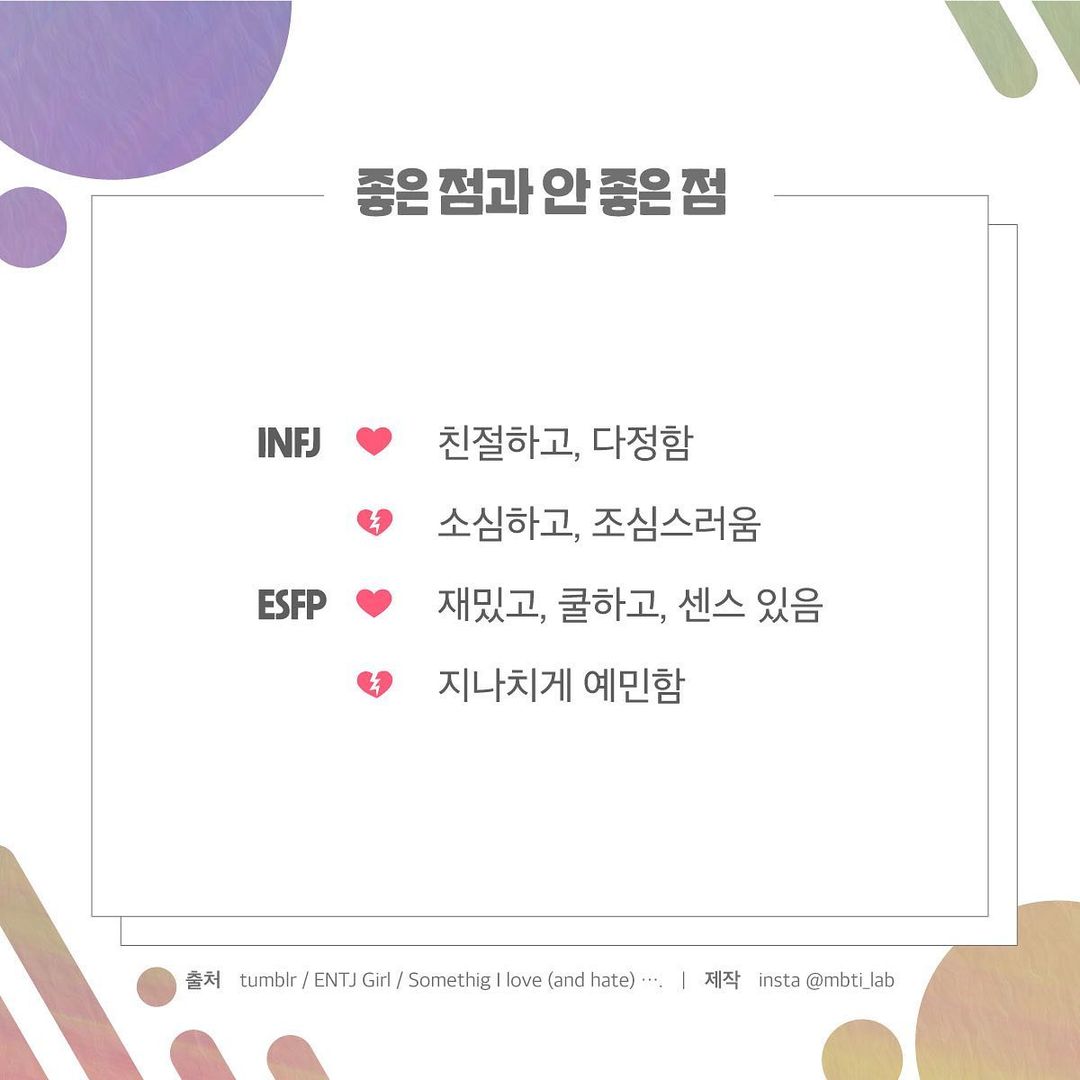 좋은 점과 안 좋은 점
INFJ 친절하고, 다정함
소심하고, 조심스러움
ESFP 재밌고, 쿨하고, 센스 있음
지나치게 예민함
출처 tumblr / ENTJ Girl / Somethig I love (and hate) …. | 제작 insta @mbti_lab